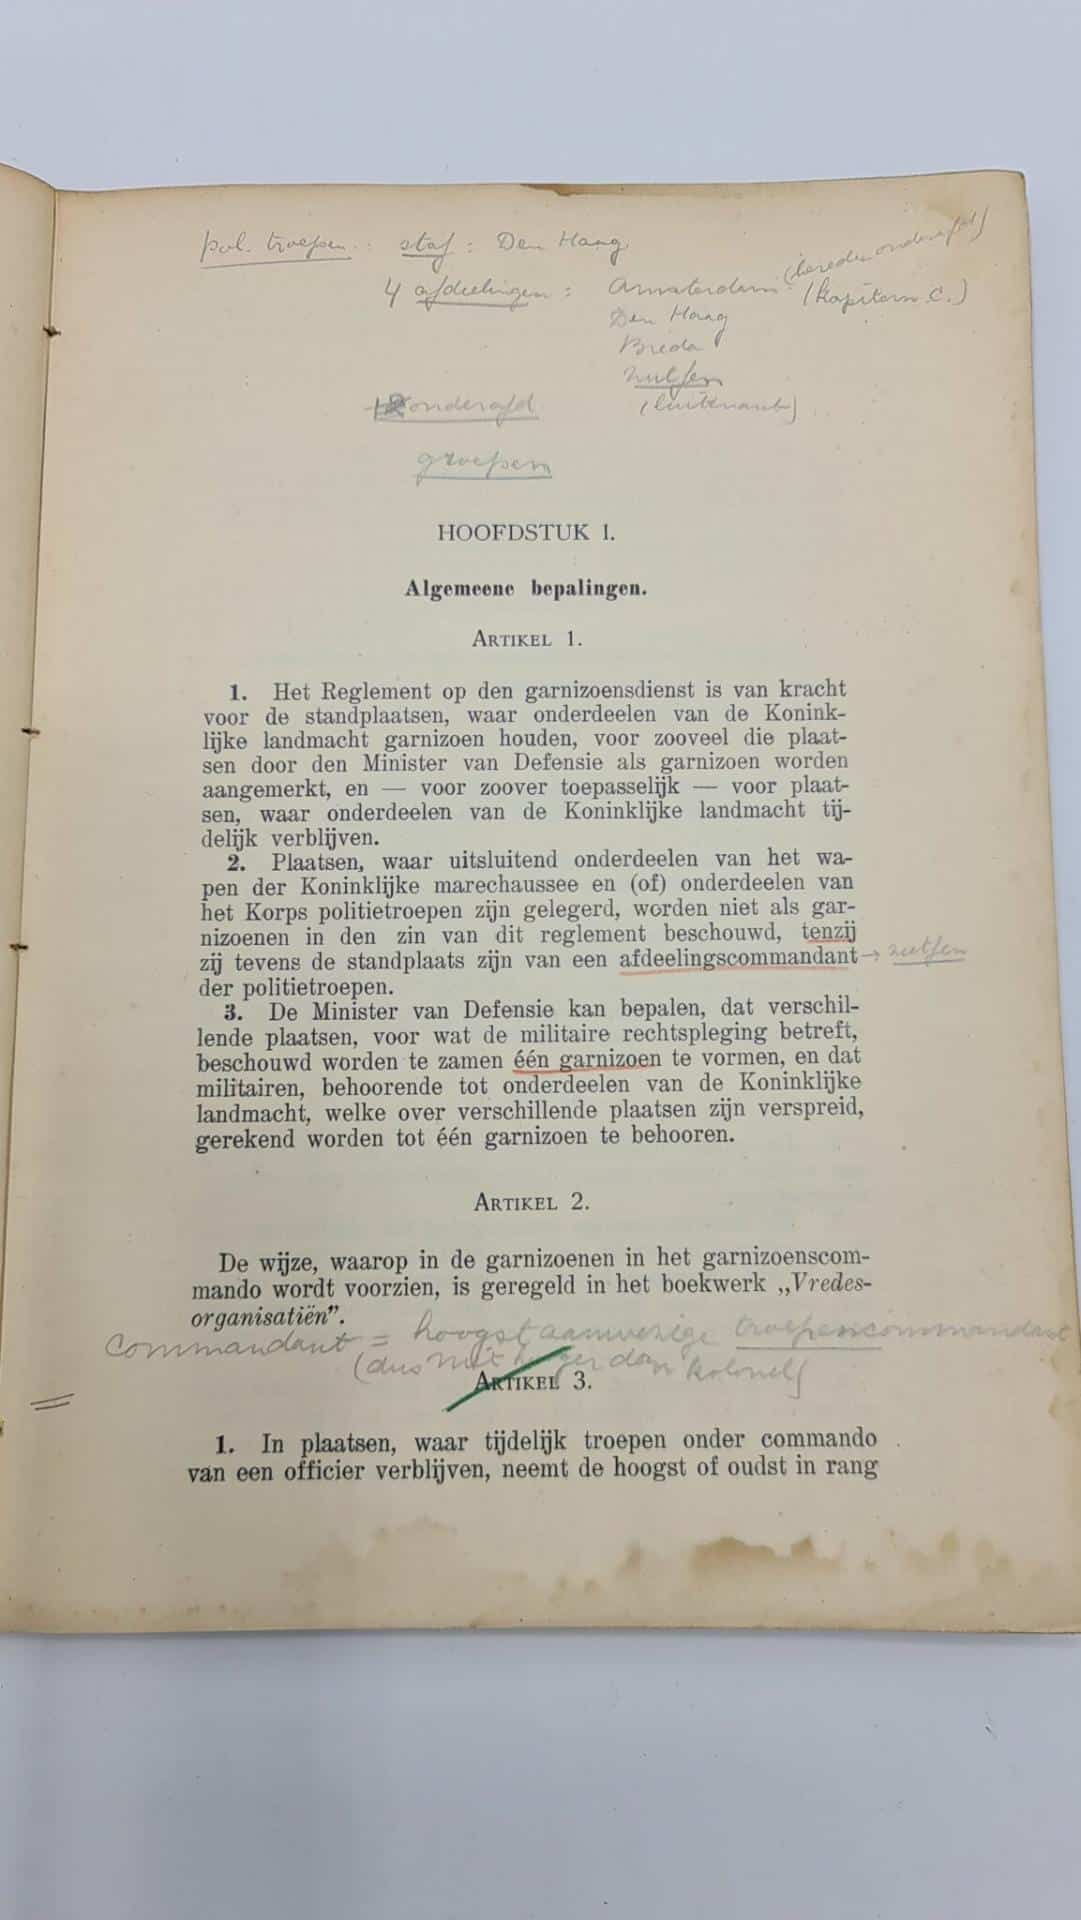 pol. troepen : staf : Den Haag
4 afdeelingen : Amsterdam (bereden onderafd)
(kapitein C.)
Den Haag
Breda
Zutfen
onderafd (luitenant)
groepen
HOOFDSTUK I.
Algemeene bepalingen.
ARTIKEL 1.
1. Het Reglement op den garnizoensdienst is van kracht
voor de standplaatsen, waar onderdeelen van de Konink-
lijke landmacht garnizoen houden, voor zooveel die plaat-
sen door den Minister van Defensie als garnizoen worden
aangemerkt, en — voor zoover toepasselijk — voor plaat-
sen, waar onderdeelen van de Koninklijke landmacht tij-
delijk verblijven.
2. Plaatsen, waar uitsluitend onderdeelen van het wa-
pen der Koninklijke marechaussee en (of) onderdeelen van
het Korps politietroepen zijn gelegerd, worden niet als gar-
nizoenen in den zin van dit reglement beschouwd, tenzij
zij tevens de standplaats zijn van een afdeelingscommandant → zutfen
der politietroepen.
3. De Minister van Defensie kan bepalen, dat verschil-
lende plaatsen, voor wat de militaire rechtspleging betreft,
beschouwd worden te zamen één garnizoen te vormen, en dat
militairen, behoorende tot onderdeelen van de Koninklijke
landmacht, welke over verschillende plaatsen zijn verspreid,
gerekend worden tot één garnizoen te behooren.
ARTIKEL 2.
De wijze, waarop in de garnizoenen in het garnizoenscom-
mando wordt voorzien, is geregeld in het boekwerk „Vredes-
organisatiën”.
Commandant = hoogst aanwezige troepencommandant
(dus niet hooger dan kolonel)
ARTIKEL 3.
1. In plaatsen, waar tijdelijk troepen onder commando
van een officier verblijven, neemt de hoogst of oudst in rang